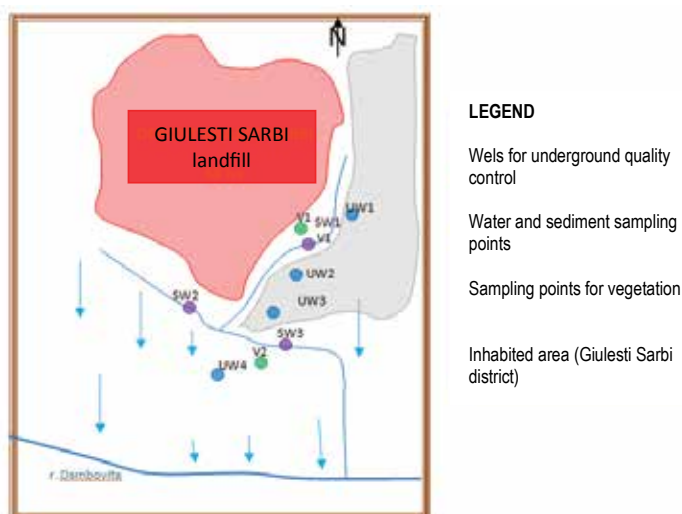 N
GIULESTI SARBI
landfill
V1
SW1
UW1
V1
UW2
SW2
UW3
SW3
V2
UW4
r. Dambovita
LEGEND
Wels for underground quality
control
Water and sediment sampling
points
Sampling points for vegetation
Inhabited area (Giulesti Sarbi
district)